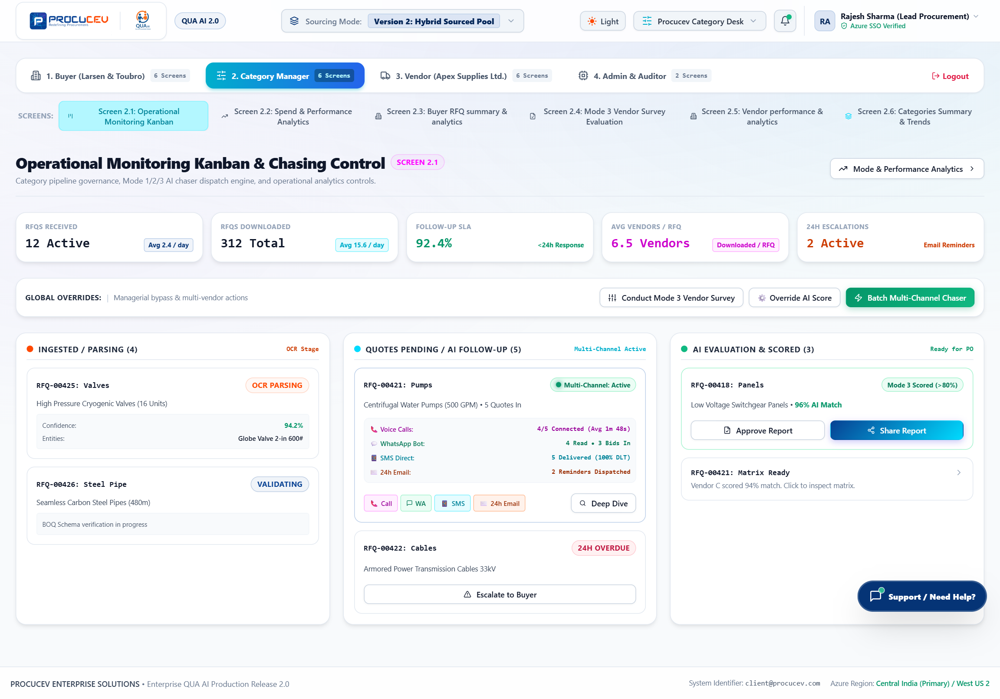 PROCUCEV
Redefining Procurement.
QUA AI
QUA AI 2.0
Sourcing Mode: Version 2: Hybrid Sourced Pool
Light
Procucev Category Desk
RA
Rajesh Sharma (Lead Procurement)
Azure SSO Verified
1. Buyer (Larsen & Toubro) 6 Screens
2. Category Manager 6 Screens
3. Vendor (Apex Supplies Ltd.) 6 Screens
4. Admin & Auditor 2 Screens
Logout
SCREENS:
Screen 2.1: Operational
Monitoring Kanban
Screen 2.2: Spend & Performance
Analytics
Screen 2.3: Buyer RFQ summary &
analytics
Screen 2.4: Mode 3 Vendor Survey
Evaluation
Screen 2.5: Vendor performance &
analytics
Screen 2.6: Categories Summary
& Trends
Operational Monitoring Kanban & Chasing Control SCREEN 2.1
Category pipeline governance, Mode 1/2/3 AI chaser dispatch engine, and operational analytics controls.
Mode & Performance Analytics
RFQS RECEIVED
12 Active Avg 2.4 / day
RFQS DOWNLOADED
312 Total Avg 15.6 / day
FOLLOW-UP SLA
92.4% <24h Response
AVG VENDORS / RFQ
6.5 Vendors Downloaded / RFQ
24H ESCALATIONS
2 Active Email Reminders
GLOBAL OVERRIDES: | Managerial bypass & multi-vendor actions
Conduct Mode 3 Vendor Survey
Override AI Score
Batch Multi-Channel Chaser
INGESTED / PARSING (4) OCR Stage
RFQ-00425: Valves OCR PARSING
High Pressure Cryogenic Valves (16 Units)
Confidence: 94.2%
Entities: Globe Valve 2-in 600#
RFQ-00426: Steel Pipe VALIDATING
Seamless Carbon Steel Pipes (480m)
BOQ Schema verification in progress
QUOTES PENDING / AI FOLLOW-UP (5) Multi-Channel Active
RFQ-00421: Pumps Multi-Channel: Active
Centrifugal Water Pumps (500 GPM) • 5 Quotes In
Voice Calls: 4/5 Connected (Avg 1m 48s)
WhatsApp Bot: 4 Read • 3 Bids In
SMS Direct: 5 Delivered (100% DLT)
24h Email: 2 Reminders Dispatched
Call WA SMS 24h Email Deep Dive
RFQ-00422: Cables 24H OVERDUE
Armored Power Transmission Cables 33kV
Escalate to Buyer
AI EVALUATION & SCORED (3) Ready for PO
RFQ-00418: Panels Mode 3 Scored (>80%)
Low Voltage Switchgear Panels • 96% AI Match
Approve Report Share Report
RFQ-00421: Matrix Ready
Vendor C scored 94% match. Click to inspect matrix.
Support / Need Help?
PROCUCEV ENTERPRISE SOLUTIONS • Enterprise QUA AI Production Release 2.0
System Identifier: client@procucev.com Azure Region: Central India (Primary) / West US 2